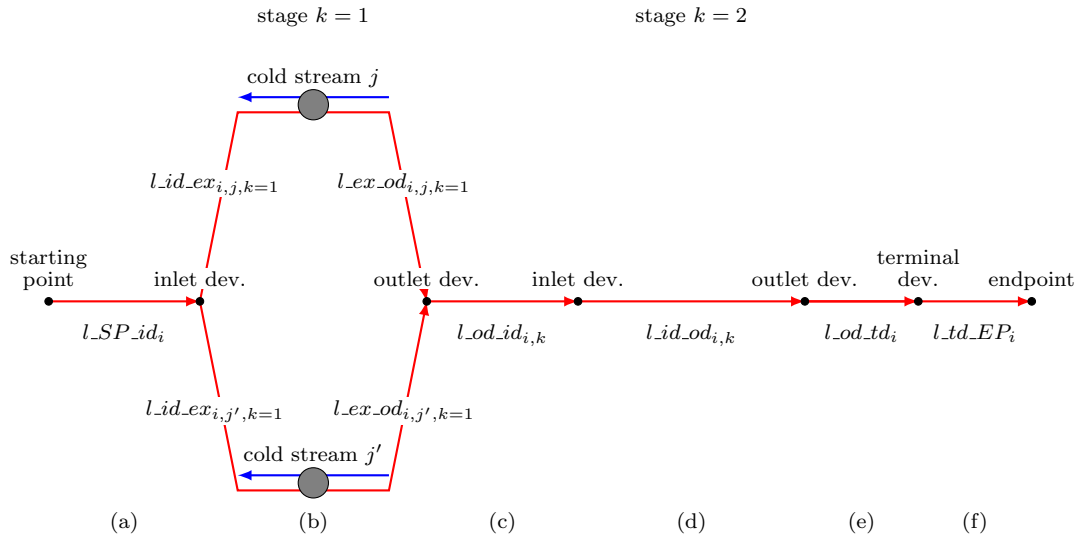 stage k = 1
stage k = 2
cold stream j
l_id_ex_{i,j,k=1}
l_ex_od_{i,j,k=1}
starting
point
inlet dev.
outlet dev.
inlet dev.
outlet dev.
terminal
dev.
endpoint
l_SP_id_i
l_od_id_{i,k}
l_id_od_{i,k}
l_od_td_i
l_td_EP_i
l_id_ex_{i,j′,k=1}
l_ex_od_{i,j′,k=1}
cold stream j′
(a)
(b)
(c)
(d)
(e)
(f)